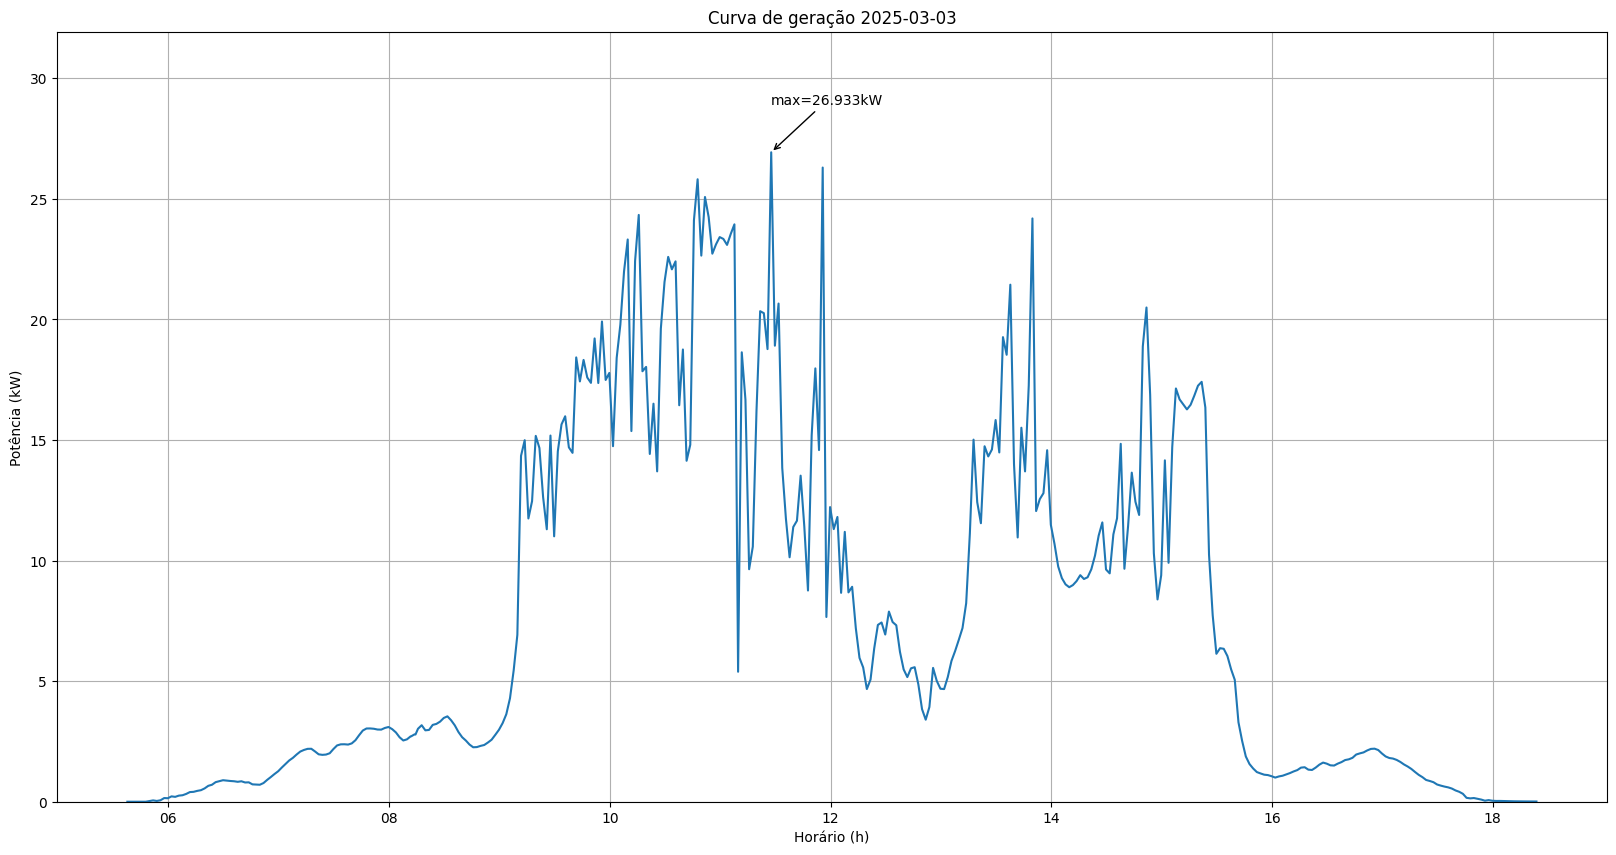 Curva de geração 2025-03-03
max=26.933kW
Potência (kW)
30
25
20
15
10
5
0
06 08 10 12 14 16 18
Horário (h)